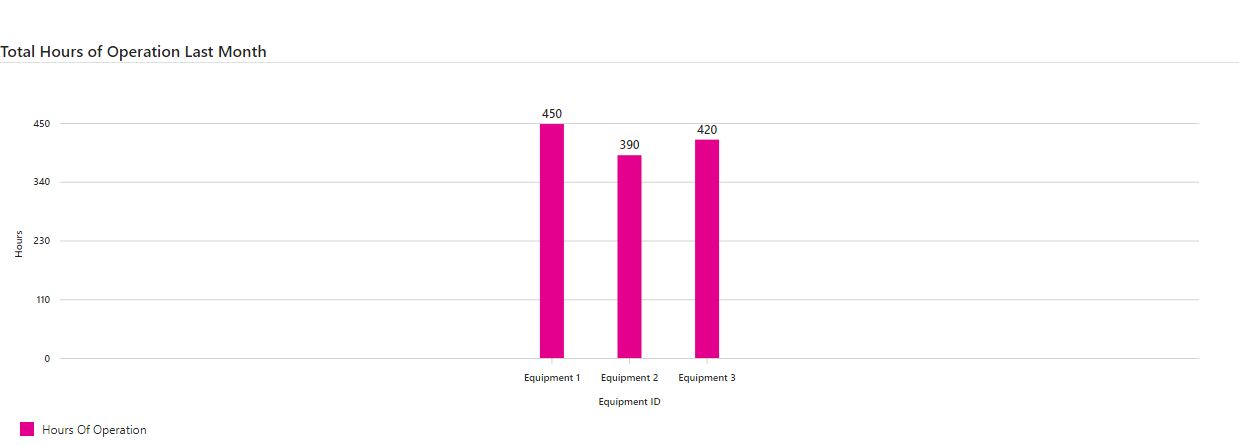 Total Hours of Operation Last Month
450
390
420
450
340
230
110
0
Hours
Equipment 1
Equipment 2
Equipment 3
Equipment ID
Hours Of Operation